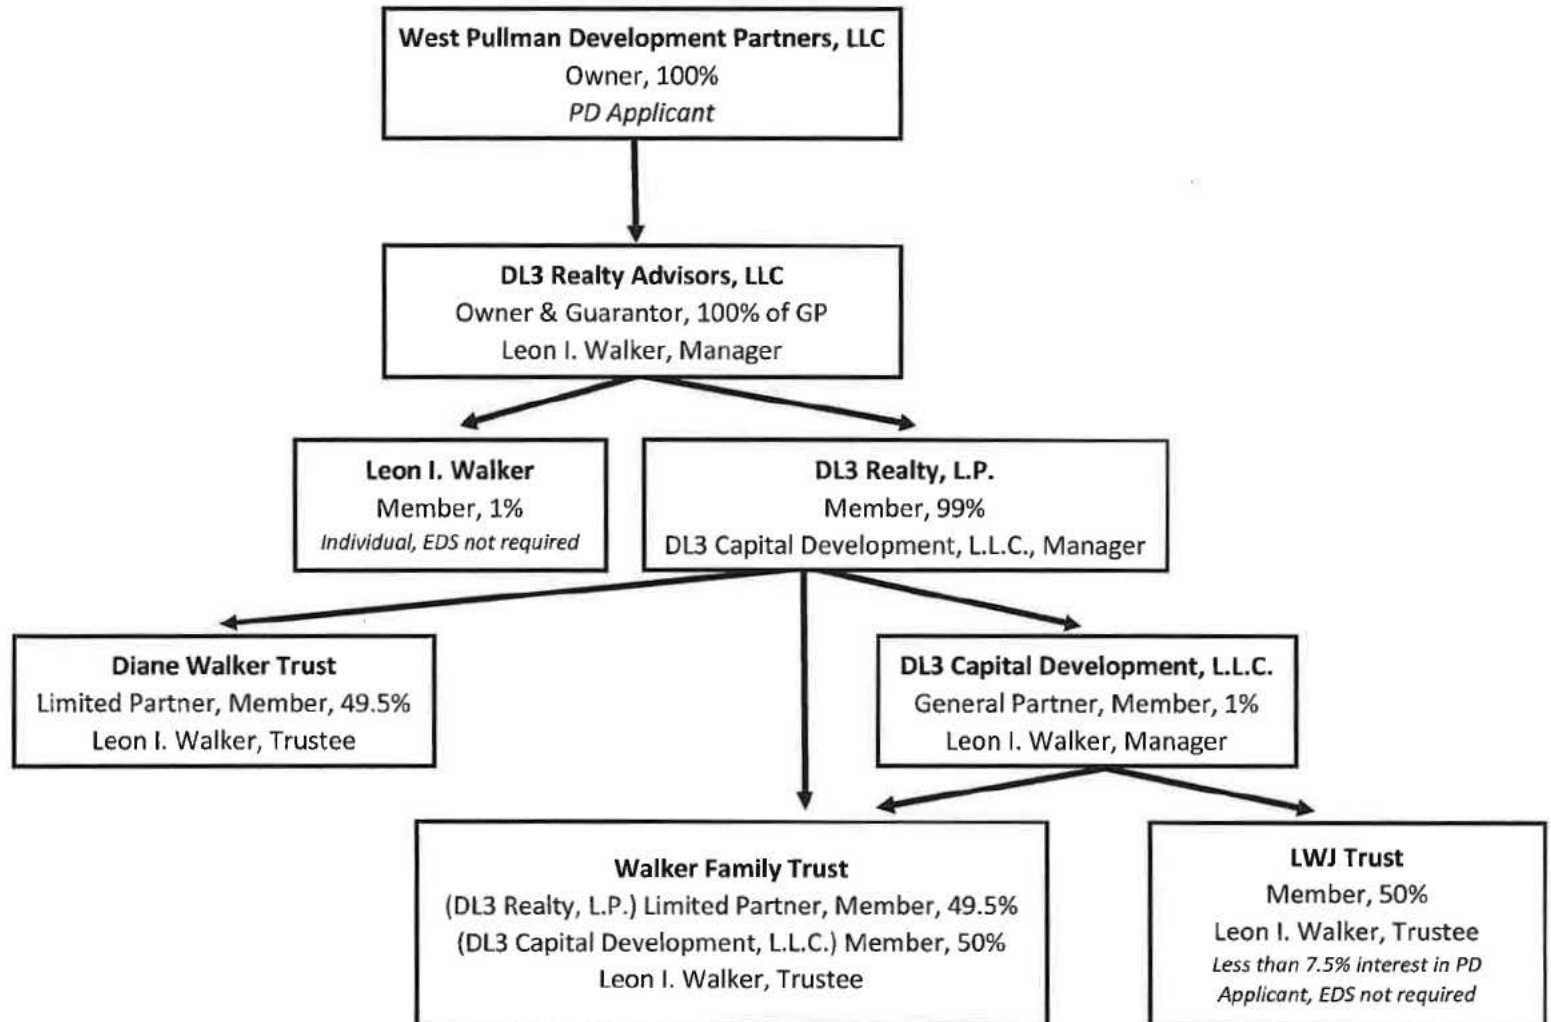 West Pullman Development Partners, LLC
Owner, 100%
PD Applicant
DL3 Realty Advisors, LLC
Owner & Guarantor, 100% of GP
Leon I. Walker, Manager
Leon I. Walker
Member, 1%
Individual, EDS not required
DL3 Realty, L.P.
Member, 99%
DL3 Capital Development, L.L.C., Manager
Diane Walker Trust
Limited Partner, Member, 49.5%
Leon I. Walker, Trustee
DL3 Capital Development, L.L.C.
General Partner, Member, 1%
Leon I. Walker, Manager
Walker Family Trust
(DL3 Realty, L.P.) Limited Partner, Member, 49.5%
(DL3 Capital Development, L.L.C.) Member, 50%
Leon I. Walker, Trustee
LWJ Trust
Member, 50%
Leon I. Walker, Trustee
Less than 7.5% interest in PD
Applicant, EDS not required